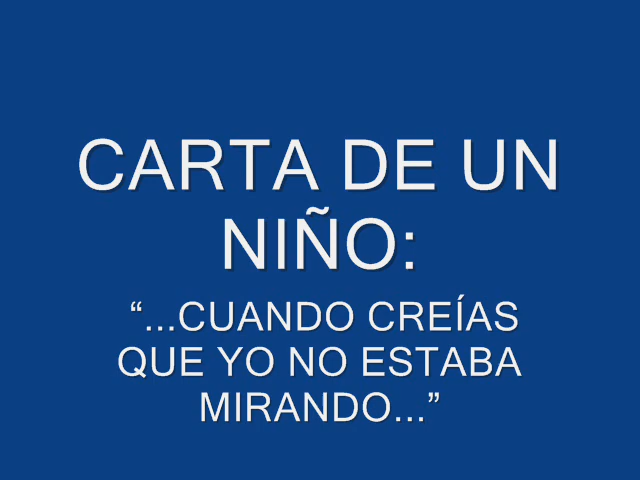 CARTA DE UN
NIÑO:
“...CUANDO CREÍAS
QUE YO NO ESTABA
MIRANDO...”